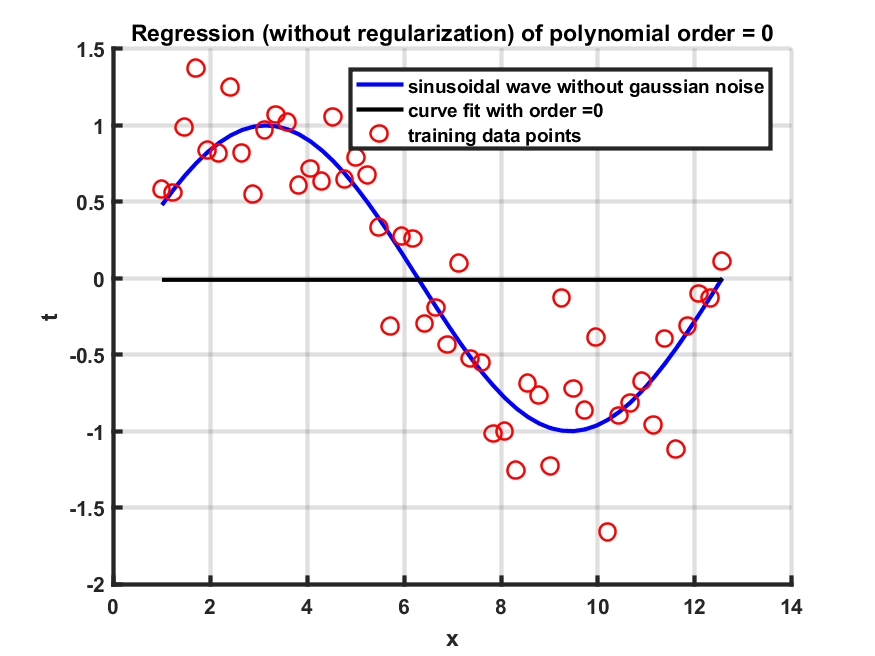 Regression (without regularization) of polynomial order = 0
1.5
1
0.5
0
-0.5
-1
-1.5
-2
t
sinusoidal wave without gaussian noise
curve fit with order =0
training data points
0 2 4 6 8 10 12 14
x